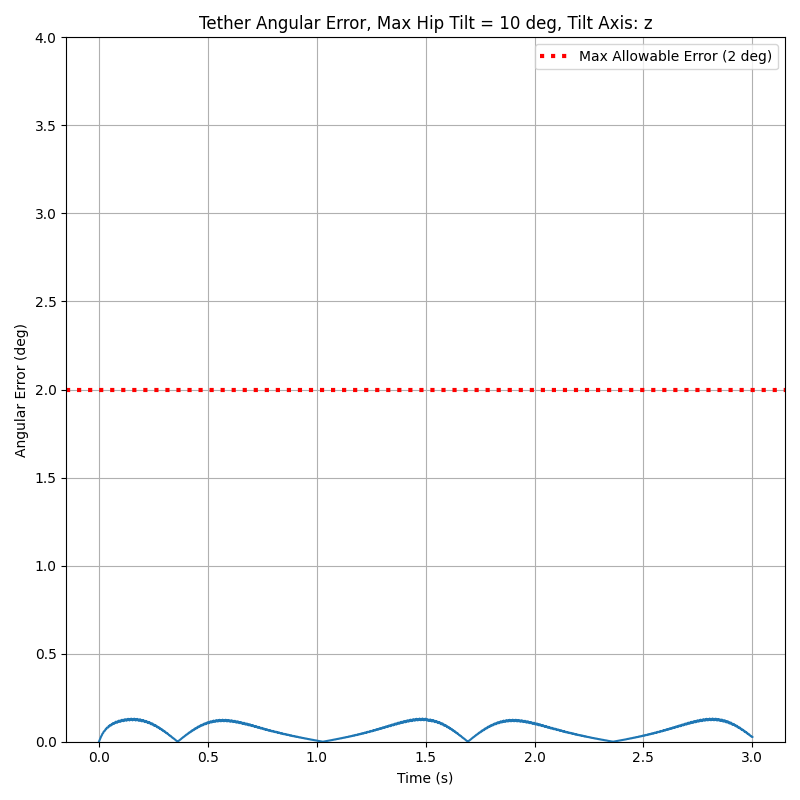 Tether Angular Error, Max Hip Tilt = 10 deg, Tilt Axis: z
Max Allowable Error (2 deg)
4.0
3.5
3.0
2.5
2.0
1.5
1.0
0.5
0.0
Angular Error (deg)
0.0 0.5 1.0 1.5 2.0 2.5 3.0
Time (s)